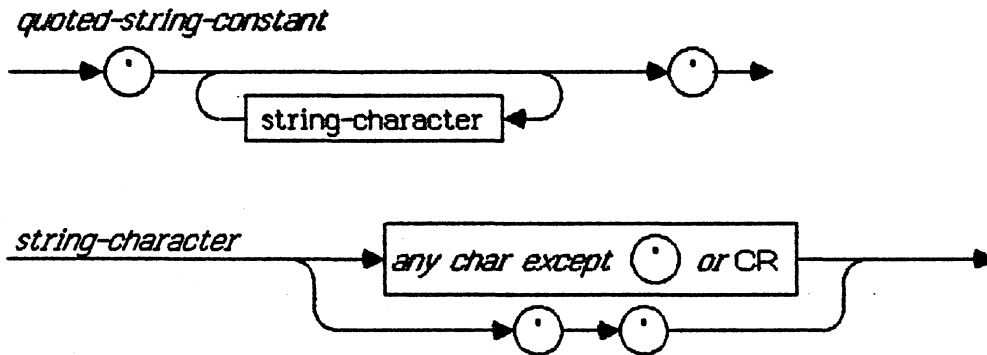 quoted-string-constant
' '
string-character
string-character
any char except ' or CR
' '